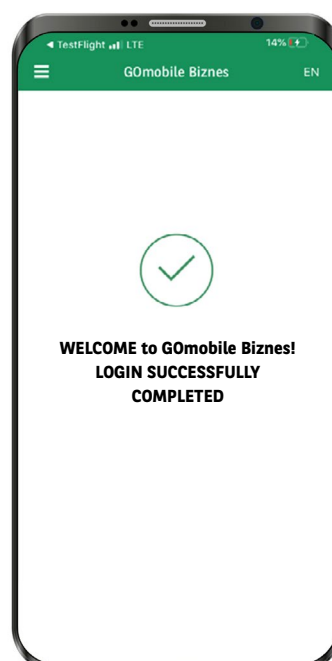 ◀ TestFlight LTE 14%
GOmobile Biznes EN
WELCOME to GOmobile Biznes!
LOGIN SUCCESSFULLY
COMPLETED